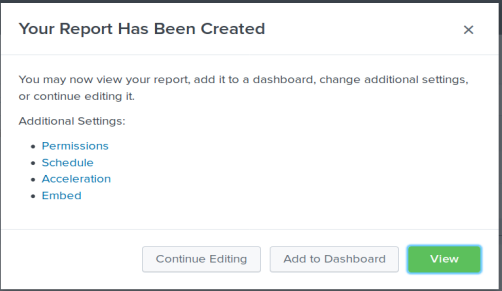 Your Report Has Been Created
You may now view your report, add it to a dashboard, change additional settings,
or continue editing it.
Additional Settings:
Permissions
Schedule
Acceleration
Embed
Continue Editing
Add to Dashboard
View